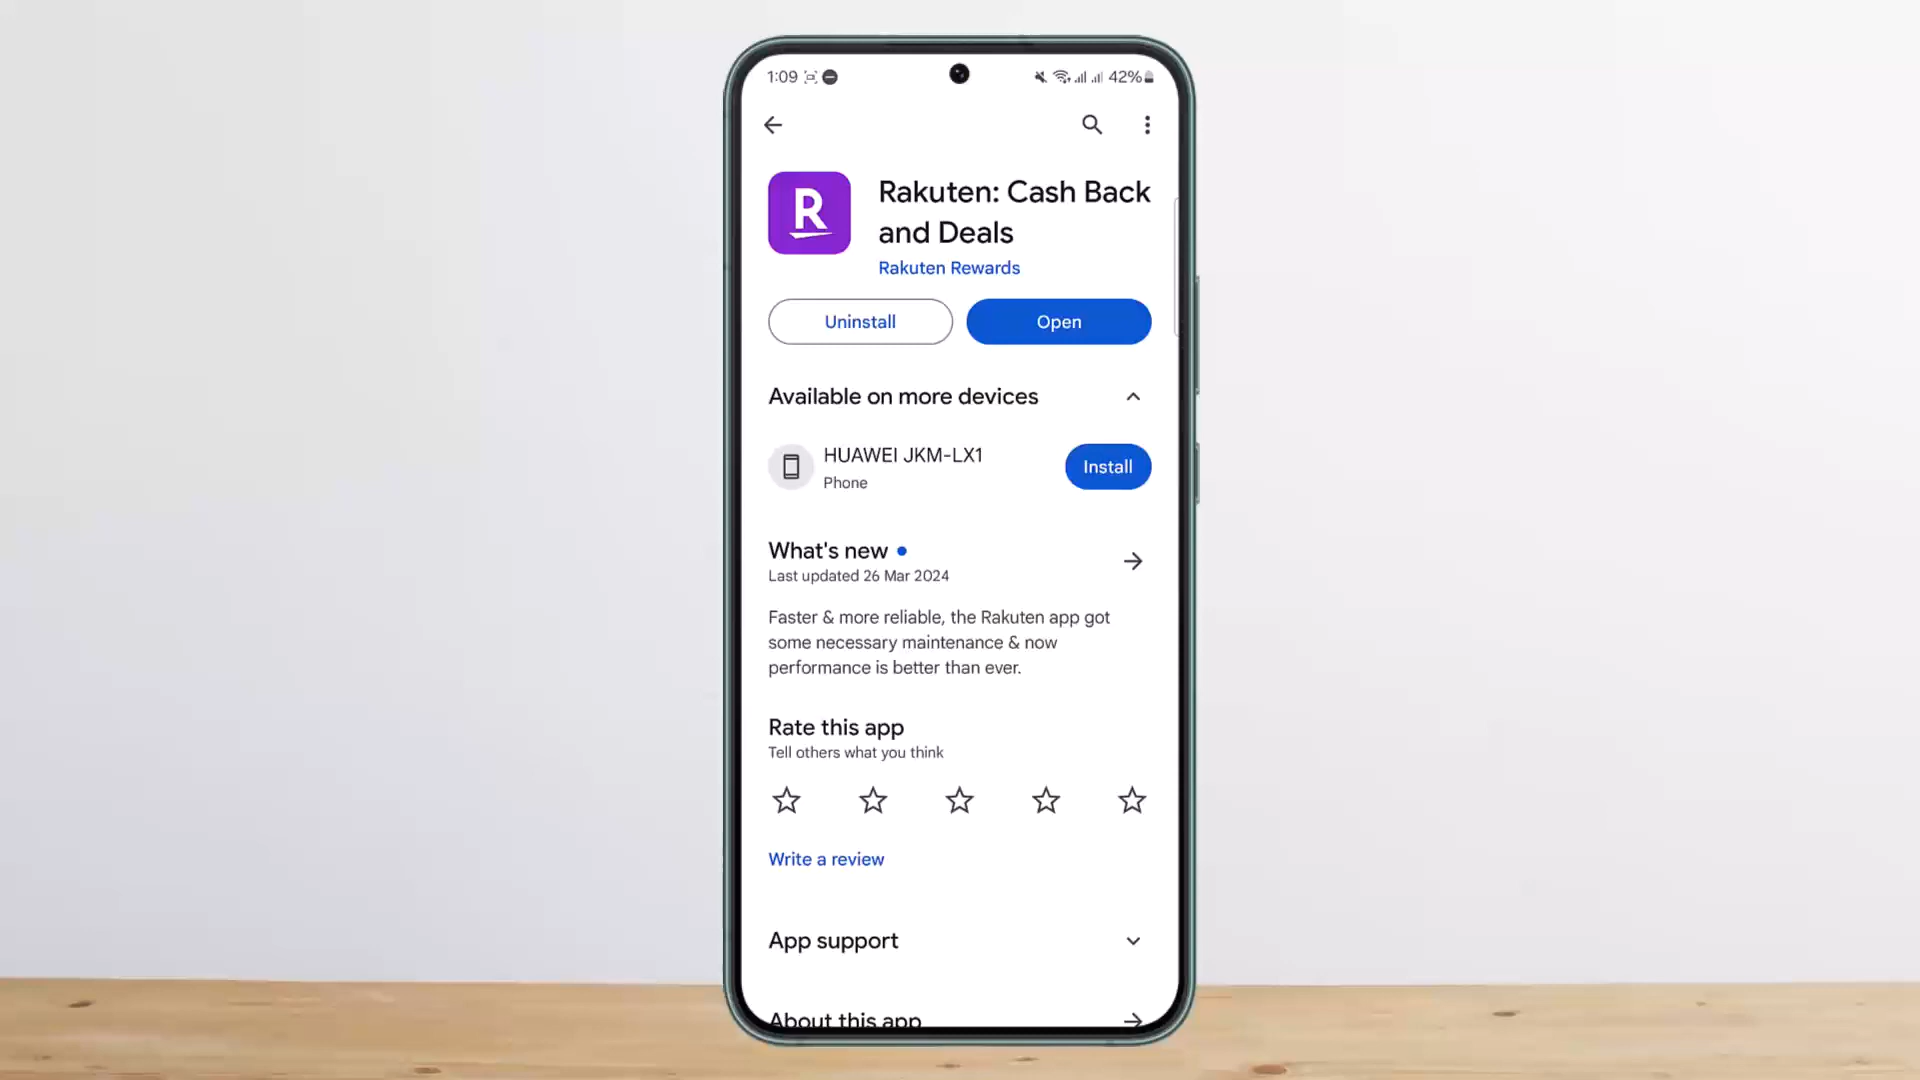 1:09 42%
R
Rakuten: Cash Back
and Deals
Rakuten Rewards
Uninstall Open
Available on more devices
HUAWEI JKM-LX1
Phone
Install
What's new
Last updated 26 Mar 2024
Faster & more reliable, the Rakuten app got
some necessary maintenance & now
performance is better than ever.
Rate this app
Tell others what you think
Write a review
App support
About this app